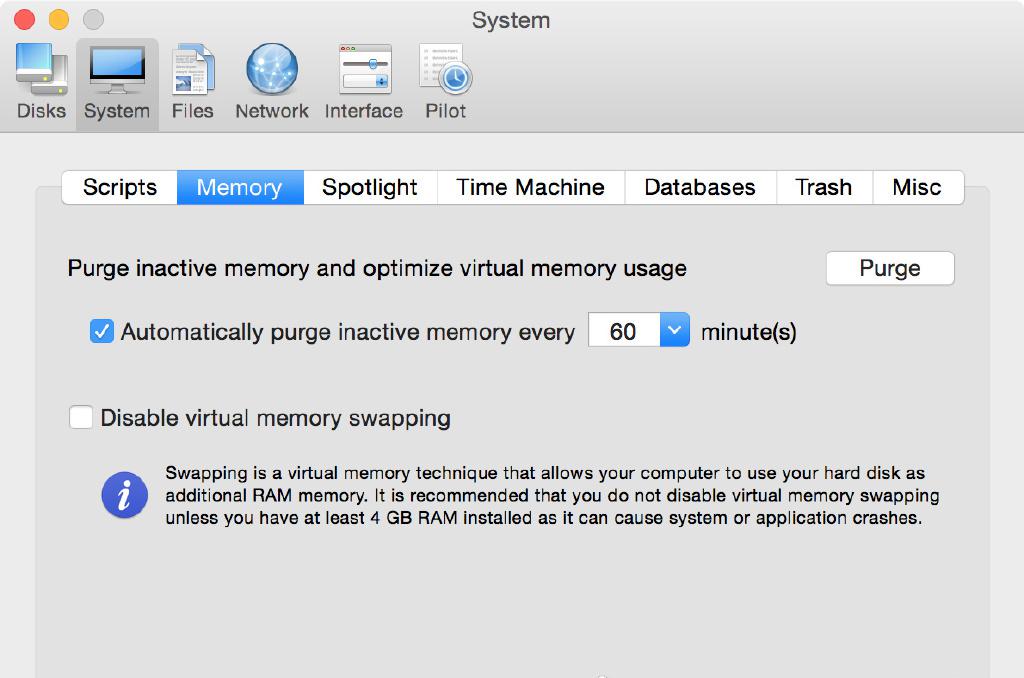 System
Disks System Files Network Interface Pilot
Scripts Memory Spotlight Time Machine Databases Trash Misc
Purge inactive memory and optimize virtual memory usage Purge
Automatically purge inactive memory every 60 minute(s)
Disable virtual memory swapping
Swapping is a virtual memory technique that allows your computer to use your hard disk as
additional RAM memory. It is recommended that you do not disable virtual memory swapping
unless you have at least 4 GB RAM installed as it can cause system or application crashes.